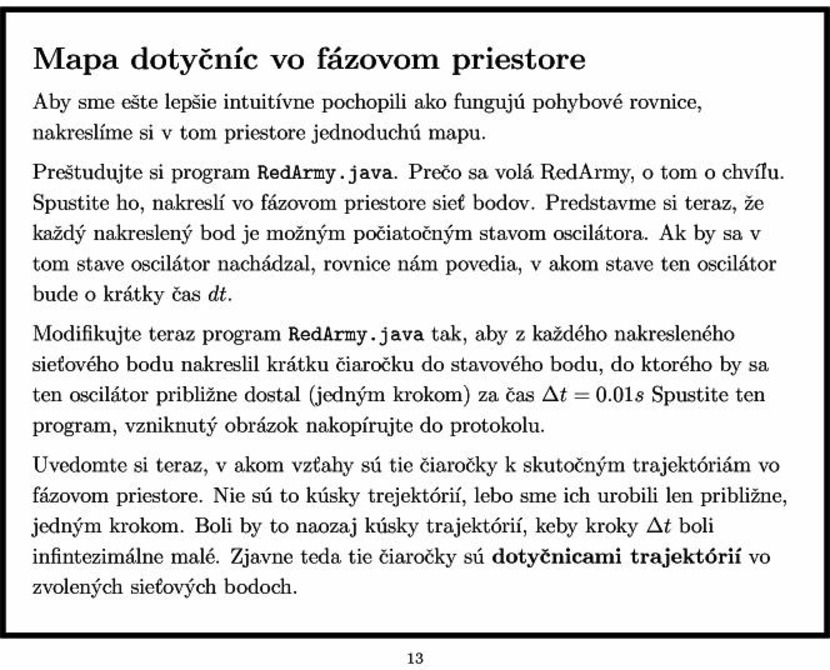 Mapa dotyčníc vo fázovom priestore
Aby sme ešte lepšie intuitívne pochopili ako fungujú pohybové rovnice,
nakreslíme si v tom priestore jednoduchú mapu.
Preštudujte si program RedArmy.java. Prečo sa volá RedArmy, o tom o chvíľu.
Spustite ho, nakreslí vo fázovom priestore sieť bodov. Predstavme si teraz, že
každý nakreslený bod je možným počiatočným stavom oscilátora. Ak by sa v
tom stave oscilátor nachádzal, rovnice nám povedia, v akom stave ten oscilátor
bude o krátky čas dt.
Modifikujte teraz program RedArmy.java tak, aby z každého nakresleného
sieťového bodu nakreslil krátku čiaročku do stavového bodu, do ktorého by sa
ten oscilátor približne dostal (jedným krokom) za čas Δt = 0.01s Spustite ten
program, vzniknutý obrázok nakopírujte do protokolu.
Uvedomte si teraz, v akom vzťahy sú tie čiaročky k skutočným trajektóriám vo
fázovom priestore. Nie sú to kúsky trejektórií, lebo sme ich urobili len približne,
jedným krokom. Boli by to naozaj kúsky trajektórií, keby kroky Δt boli
infintezimálne malé. Zjavne teda tie čiaročky sú dotyčnicami trajektórií vo
zvolených sieťových bodoch.
13